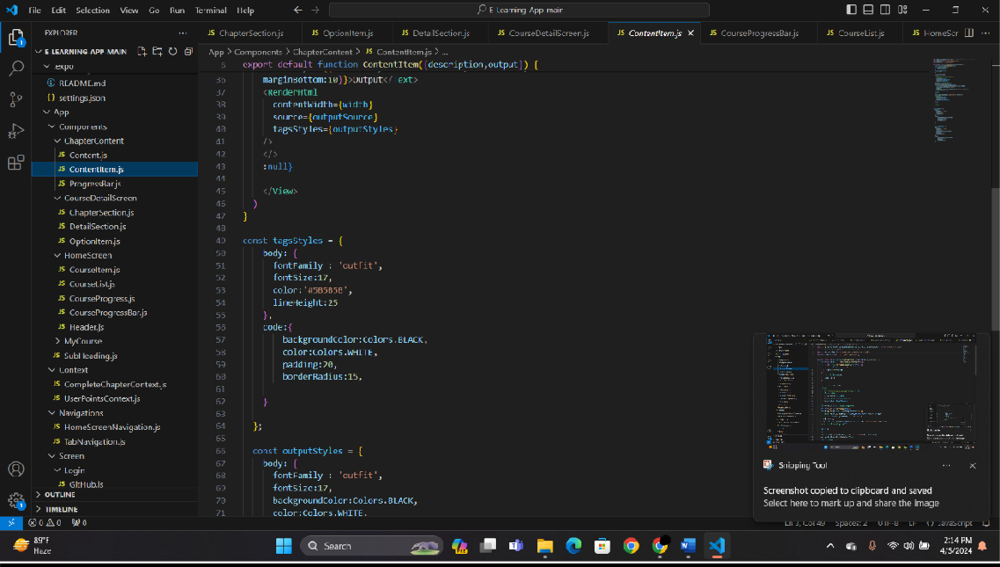 File Edit Selection View Go Run Terminal Help
E Learning-App-main
EXPLORER
ChapterSection.js
OptionItem.js
DetailSection.js
CourseDetailScreen.js
ContentItem.js
CourseProgressBar.js
CourseList.js
HomeScr
E LEARNING-APP-MAIN
.expo
README.md
settings.json
App
Components
ChapterContent
Content.js
ContentItem.js
ProgressBar.js
CourseDetailScreen
ChapterSection.js
DetailSection.js
OptionItem.js
HomeScreen
CourseItem.js
CourseList.js
CourseProgress.js
CourseProgressBar.js
Header.js
MyCourse
SubHeading.js
Context
CompleteChapterContext.js
UserPointsContext.js
Navigations
HomeScreenNavigation.js
TabNavigation.js
Screen
Login
GitHub.js
OUTLINE
TIMELINE
App > Components > ChapterContent > JS ContentItem.js > ...
5 export default function ContentItem({description,output}) {
36 marginBottom:10}}>Output</Text>
37 <RenderHtml
38 contentWidth={width}
39 source={outputSource}
40 tagsStyles={outputStyles}
41 />
42 </>
43 :null}
44
45 </View>
46 )
47 }
48
49 const tagsStyles = {
50 body: {
51 fontFamily : 'outfit',
52 fontSize:17,
53 color:'#5B5B5B',
54 lineHeight:25
55 },
56 code:{
57 backgroundColor:Colors.BLACK,
58 color:Colors.WHITE,
59 padding:20,
60 borderRadius:15,
61
62 }
63
64 };
65
66 const outputStyles = {
67 body: {
68 fontFamily : 'outfit',
69 fontSize:17,
70 backgroundColor:Colors.BLACK,
71 color:Colors.WHITE,
Snipping Tool
Screenshot copied to clipboard and saved
Select here to mark up and share the image
0 0 0
Ln 3, Col 49 Spaces: 2 UTF-8 LF {} JavaScript
89°F
Haze
Search
2:14 PM
4/5/2024